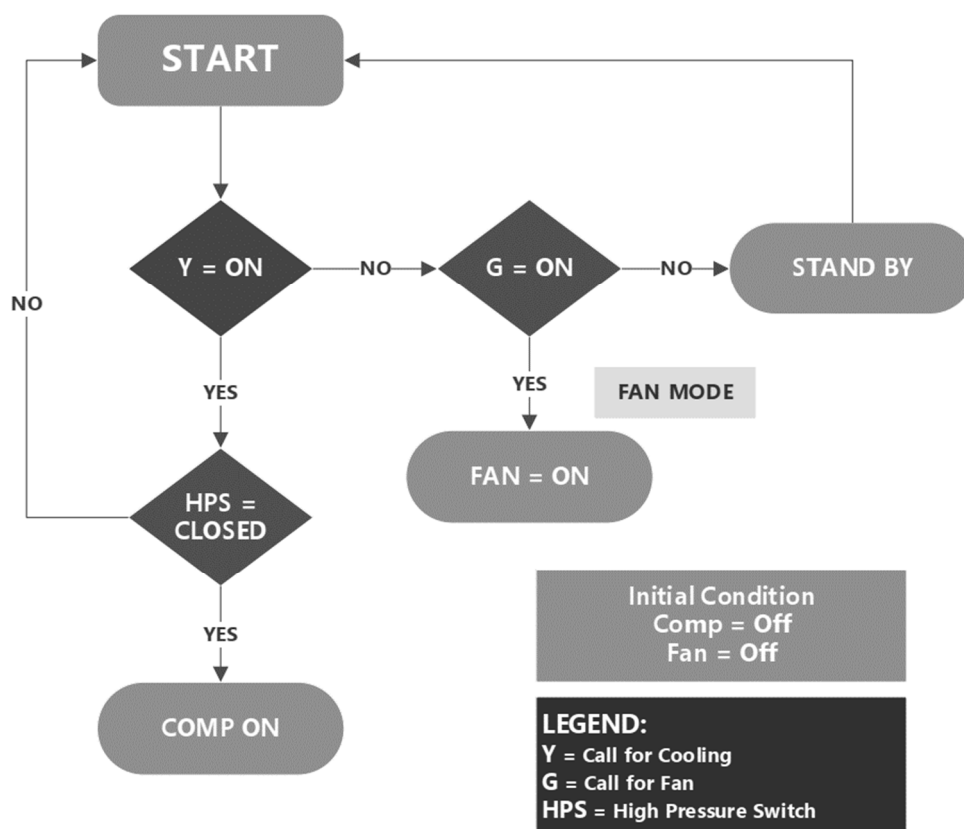 START
Y = ON
NO
G = ON
NO
STAND BY
NO
YES
YES
FAN MODE
HPS =
CLOSED
FAN = ON
YES
COMP ON
Initial Condition
Comp = Off
Fan = Off
LEGEND:
Y = Call for Cooling
G = Call for Fan
HPS = High Pressure Switch